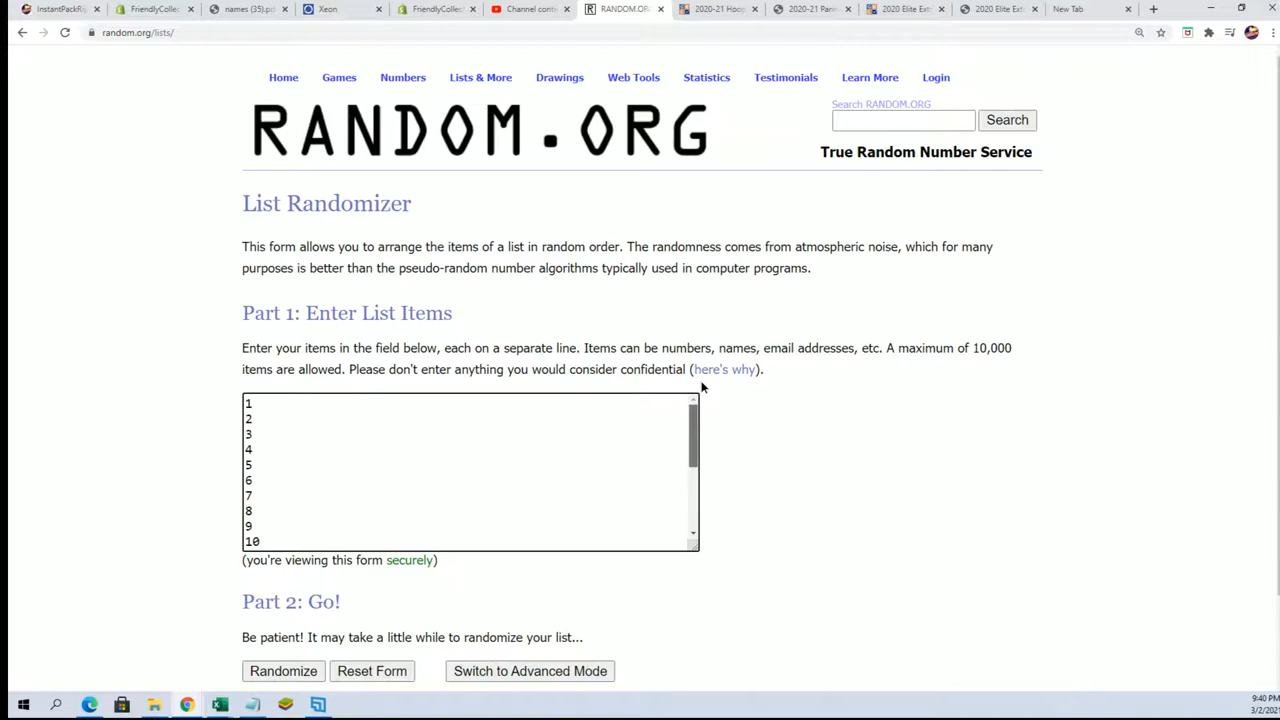 InstantPackRip
FriendlyCollec
names (35).pd
Xeon
FriendlyCollec
Channel conte
RANDOM.OR
2020-21 Hoop
2020-21 Panin
2020 Elite Ext
2020 Elite Ext
New Tab
random.org/lists/
Home
Games
Numbers
Lists & More
Drawings
Web Tools
Statistics
Testimonials
Learn More
Login
RANDOM.ORG
Search RANDOM.ORG
Search
True Random Number Service
List Randomizer
This form allows you to arrange the items of a list in random order. The randomness comes from atmospheric noise, which for many
purposes is better than the pseudo-random number algorithms typically used in computer programs.
Part 1: Enter List Items
Enter your items in the field below, each on a separate line. Items can be numbers, names, email addresses, etc. A maximum of 10,000
items are allowed. Please don't enter anything you would consider confidential (here's why).
1
2
3
4
5
6
7
8
9
10
(you're viewing this form securely)
Part 2: Go!
Be patient! It may take a little while to randomize your list...
Randomize
Reset Form
Switch to Advanced Mode
9:40 PM
3/2/202